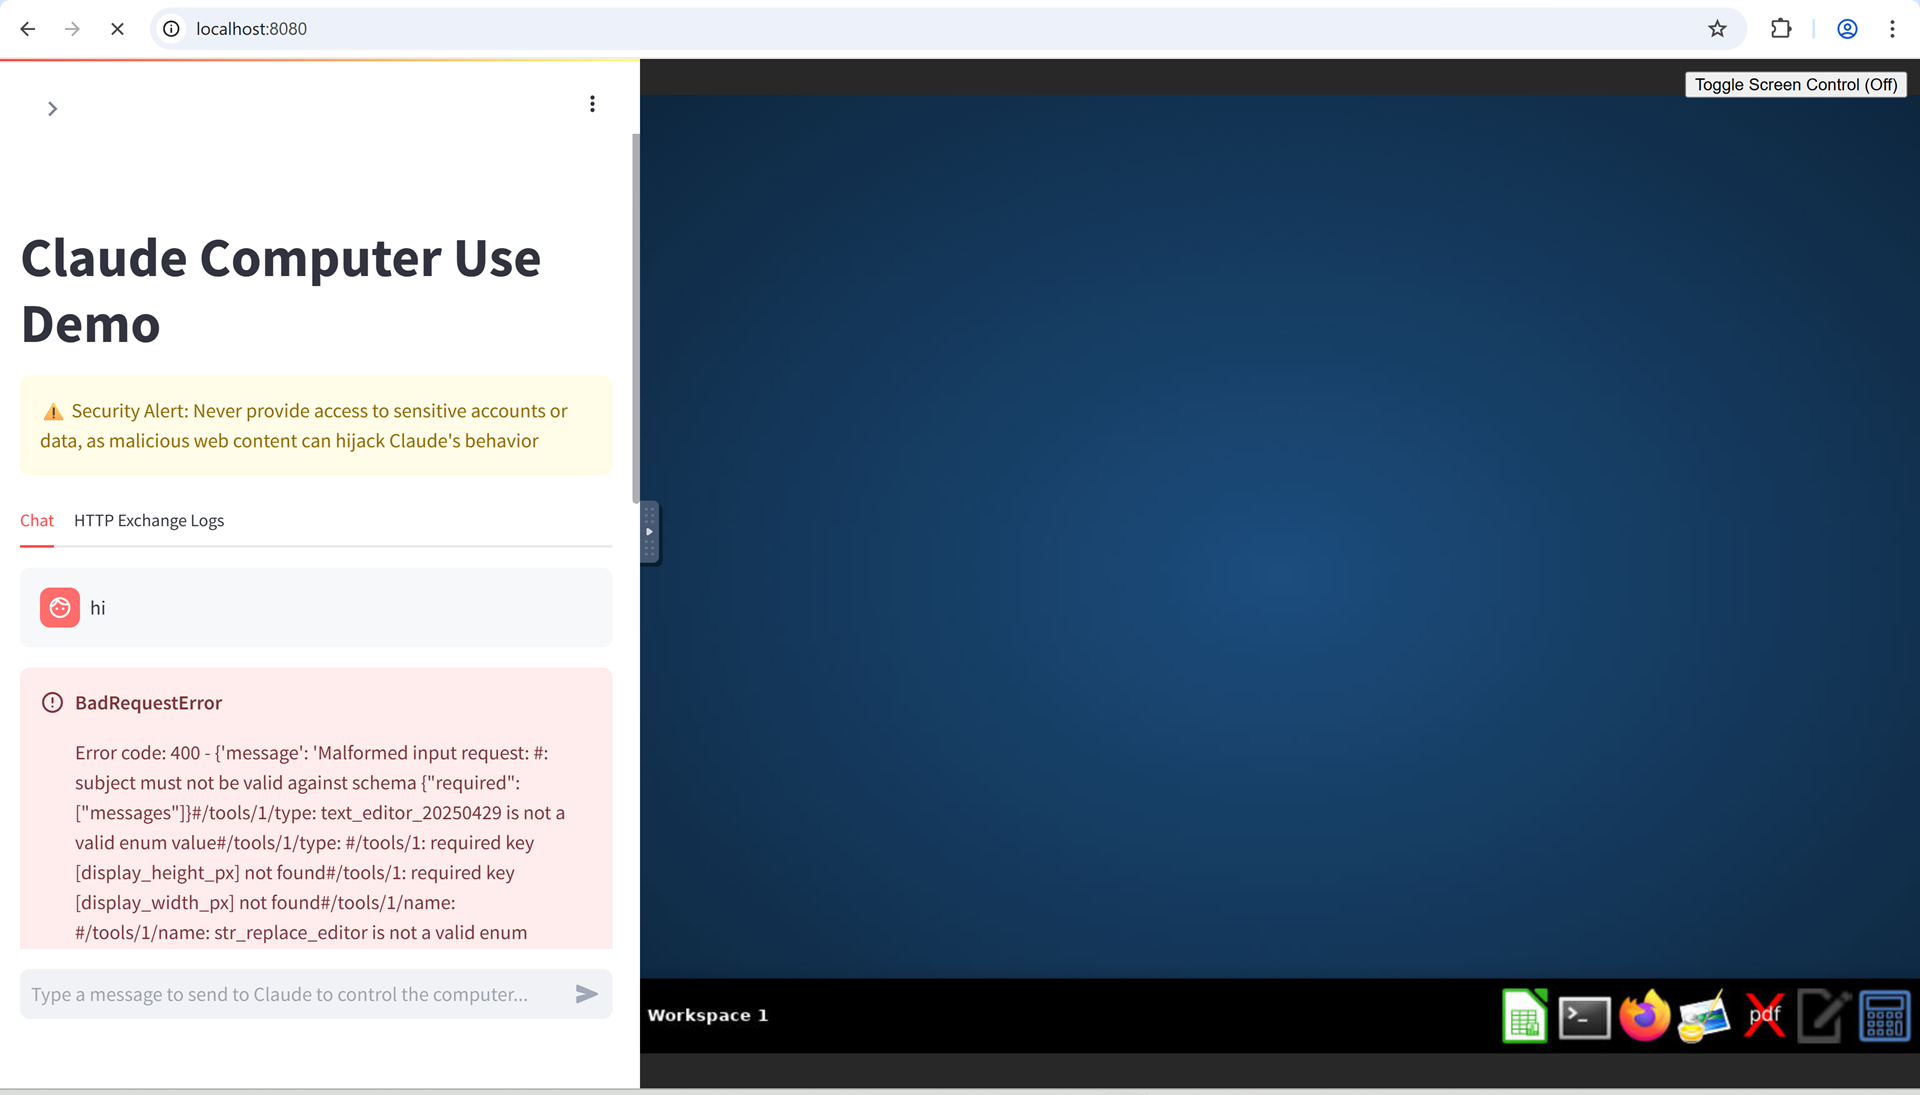 localhost:8080
Toggle Screen Control (Off)
Claude Computer Use
Demo
⚠️ Security Alert: Never provide access to sensitive accounts or
data, as malicious web content can hijack Claude's behavior
Chat HTTP Exchange Logs
hi
BadRequestError
Error code: 400 - {'message': 'Malformed input request: #:
subject must not be valid against schema {"required":
["messages"]}#/tools/1/type: text_editor_20250429 is not a
valid enum value#/tools/1/type: #/tools/1: required key
[display_height_px] not found#/tools/1: required key
[display_width_px] not found#/tools/1/name:
#/tools/1/name: str_replace_editor is not a valid enum
Type a message to send to Claude to control the computer...
Workspace 1
pdf